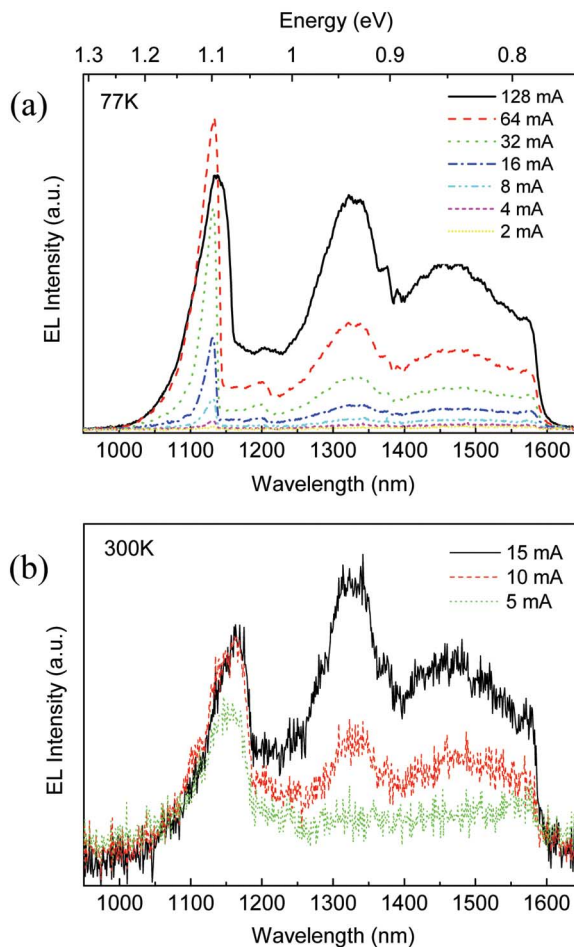 Energy (eV)
1.3 1.2 1.1 1 0.9 0.8
(a)
77K
128 mA
64 mA
32 mA
16 mA
8 mA
4 mA
2 mA
EL Intensity (a.u.)
1000 1100 1200 1300 1400 1500 1600
Wavelength (nm)
(b)
300K
15 mA
10 mA
5 mA
EL Intensity (a.u.)
1000 1100 1200 1300 1400 1500 1600
Wavelength (nm)